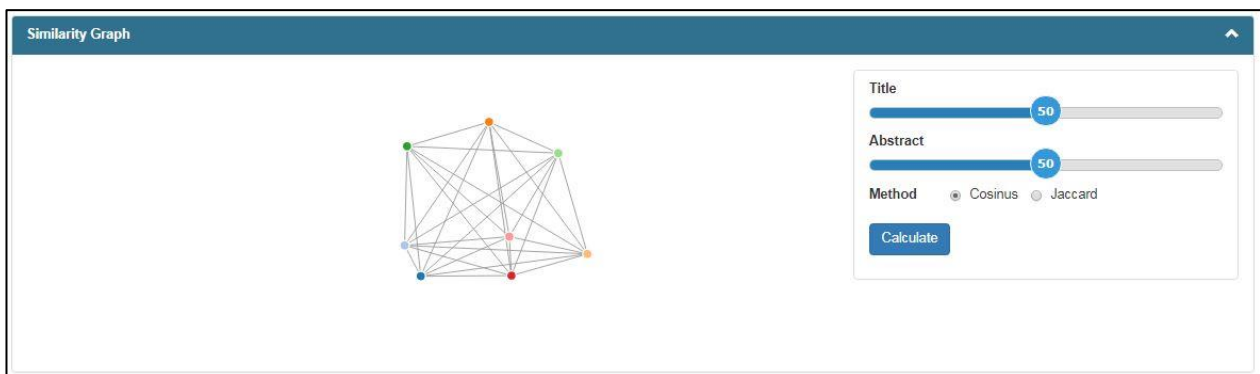 Similarity Graph
Title
50
Abstract
50
Method Cosinus Jaccard
Calculate